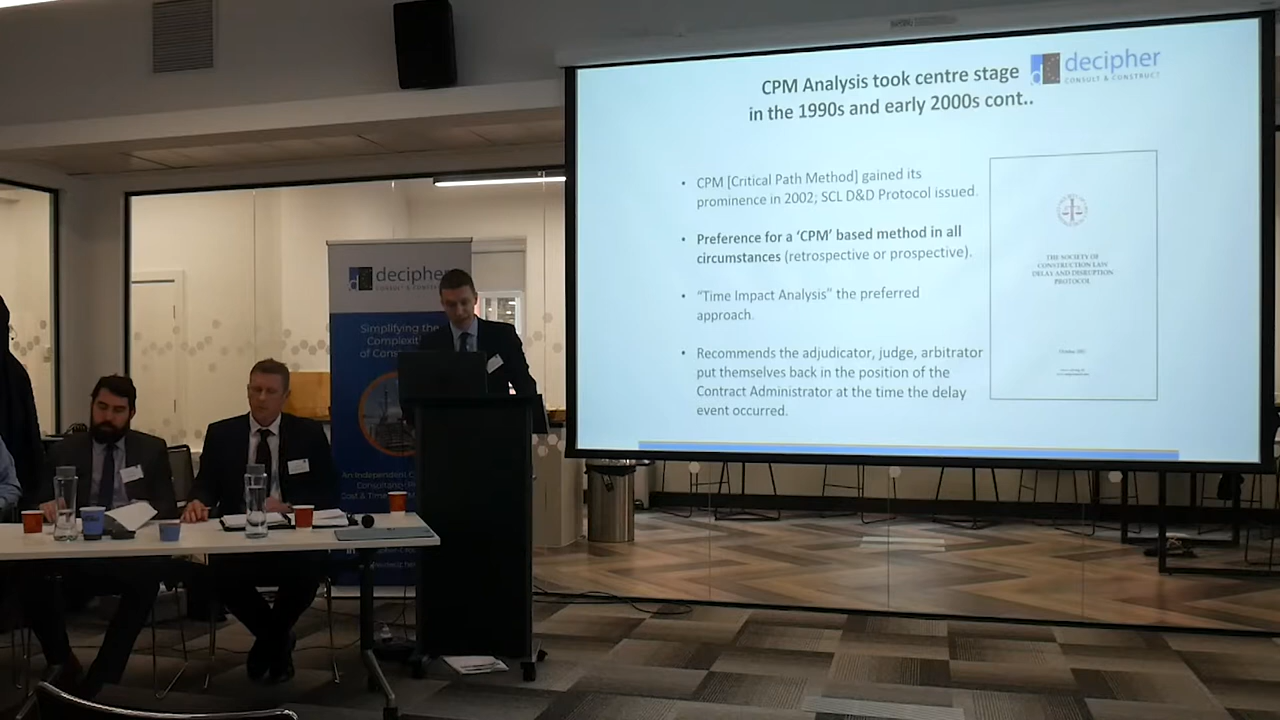 CPM Analysis took centre stage
in the 1990s and early 2000s cont..
decipher
CONSULT & CONSTRUCT
• CPM [Critical Path Method] gained its
prominence in 2002; SCL D&D Protocol issued.
• Preference for a ‘CPM’ based method in all
circumstances (retrospective or prospective).
• “Time Impact Analysis” the preferred
approach.
• Recommends the adjudicator, judge, arbitrator
put themselves back in the position of the
Contract Administrator at the time the delay
event occurred.
THE SOCIETY OF
CONSTRUCTION LAW
DELAY AND DISRUPTION
PROTOCOL
decipher
CONSULT &
Simplifying the
of
An Independent